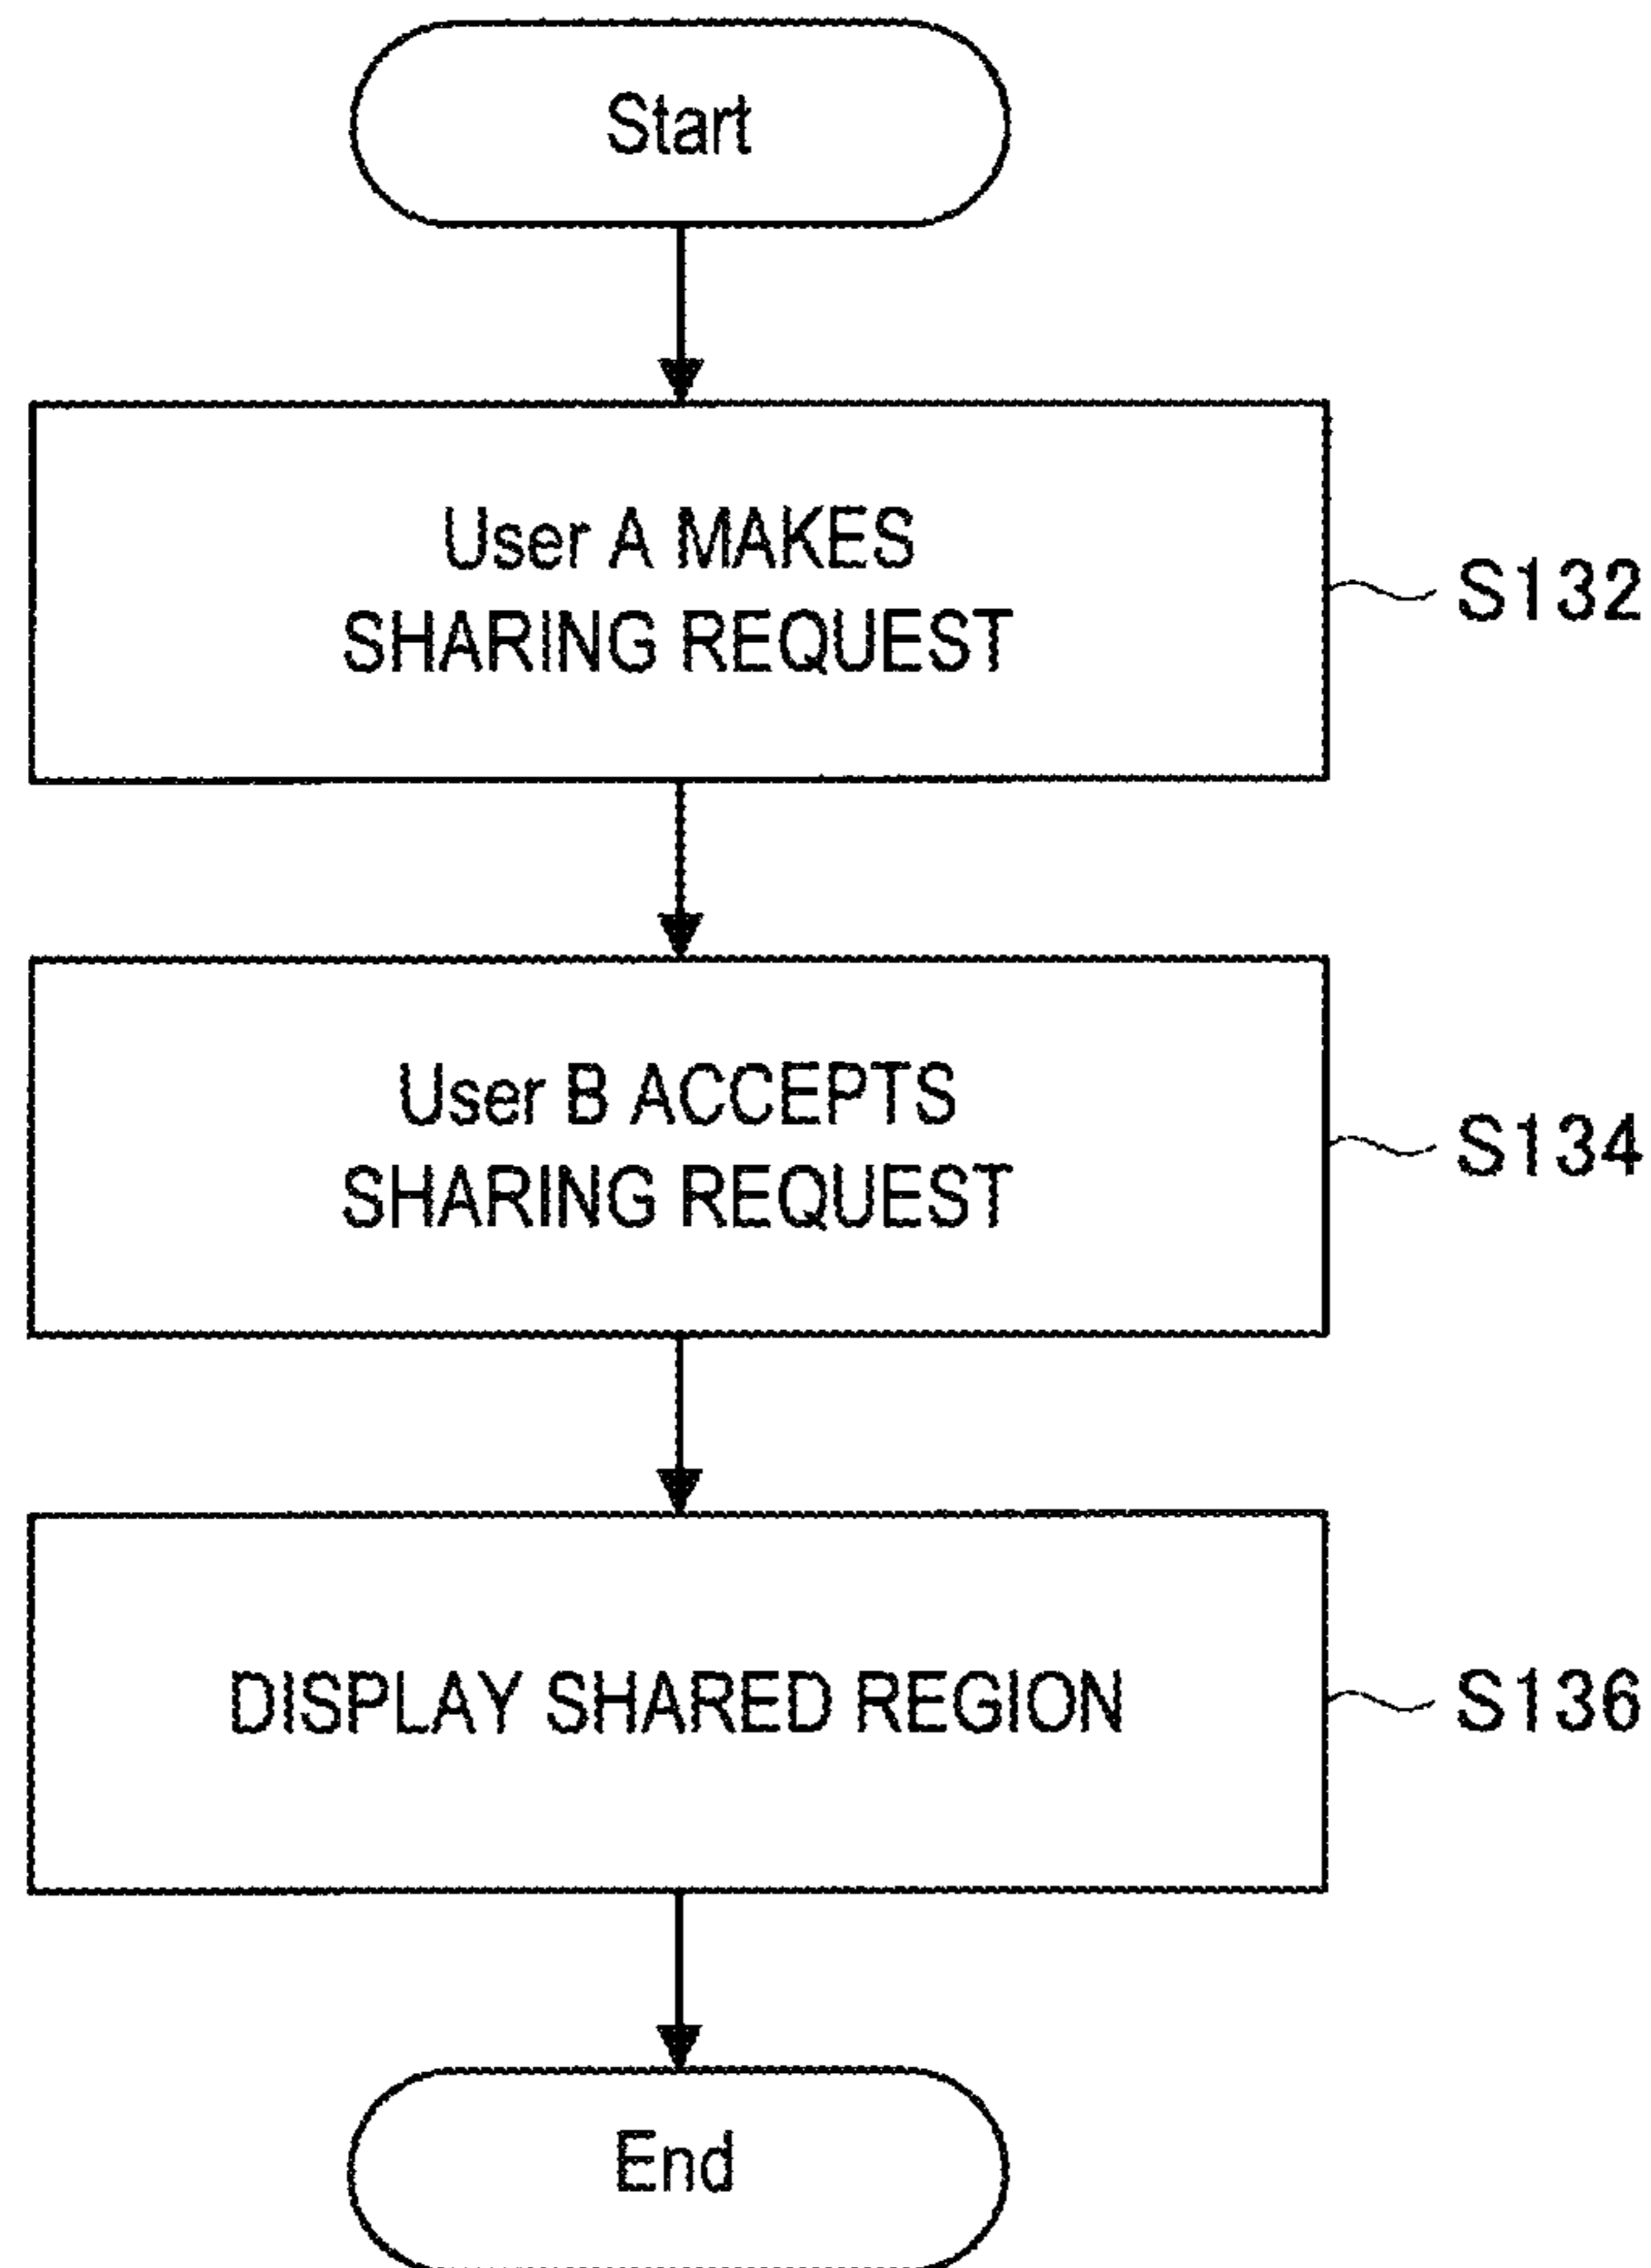 Start
User A MAKES
SHARING REQUEST
S132
User B ACCEPTS
SHARING REQUEST
S134
DISPLAY SHARED REGION
S136
End